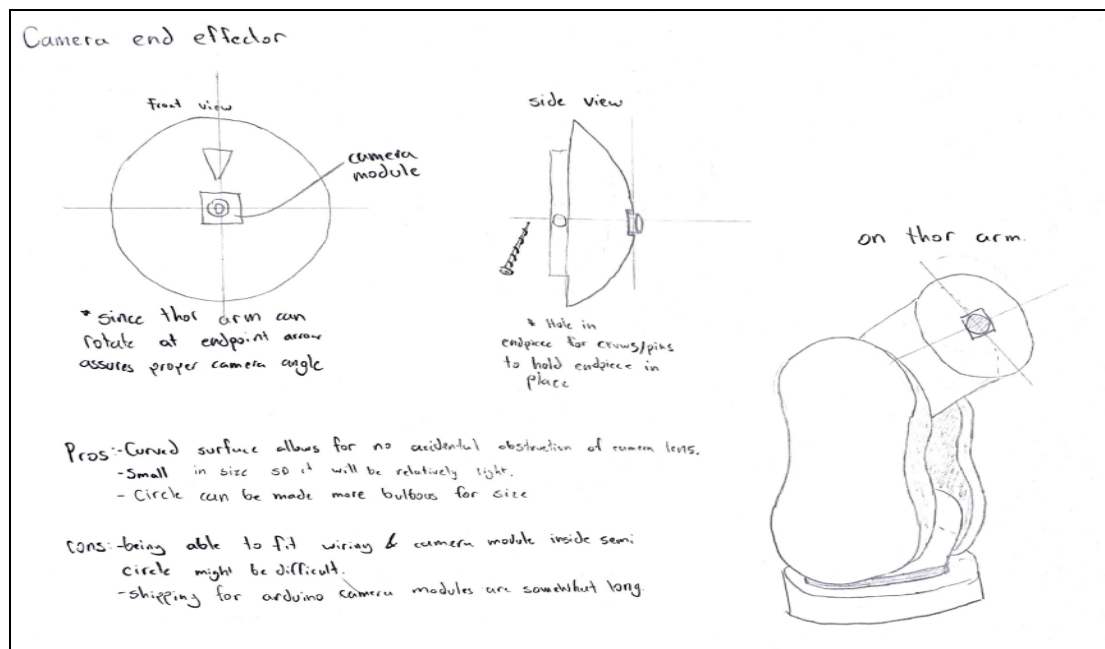 Camera end effector
Front view
camera
module
*since thor arm can
rotate at endpoint arrow
assures proper camera angle
side view
* Hole in
endpiece for cruws/pins
to hold endpiece in
place
on thor arm.
Pros:-Curved surface allows for no accidental obstruction of camera lens.
-Small in size so it will be relatively light.
- Circle can be made more bulbous for size
Cons:-being able to fit wiring & camera module inside semi
circle might be difficult.
-shipping for arduino camera modules are somewhat long.